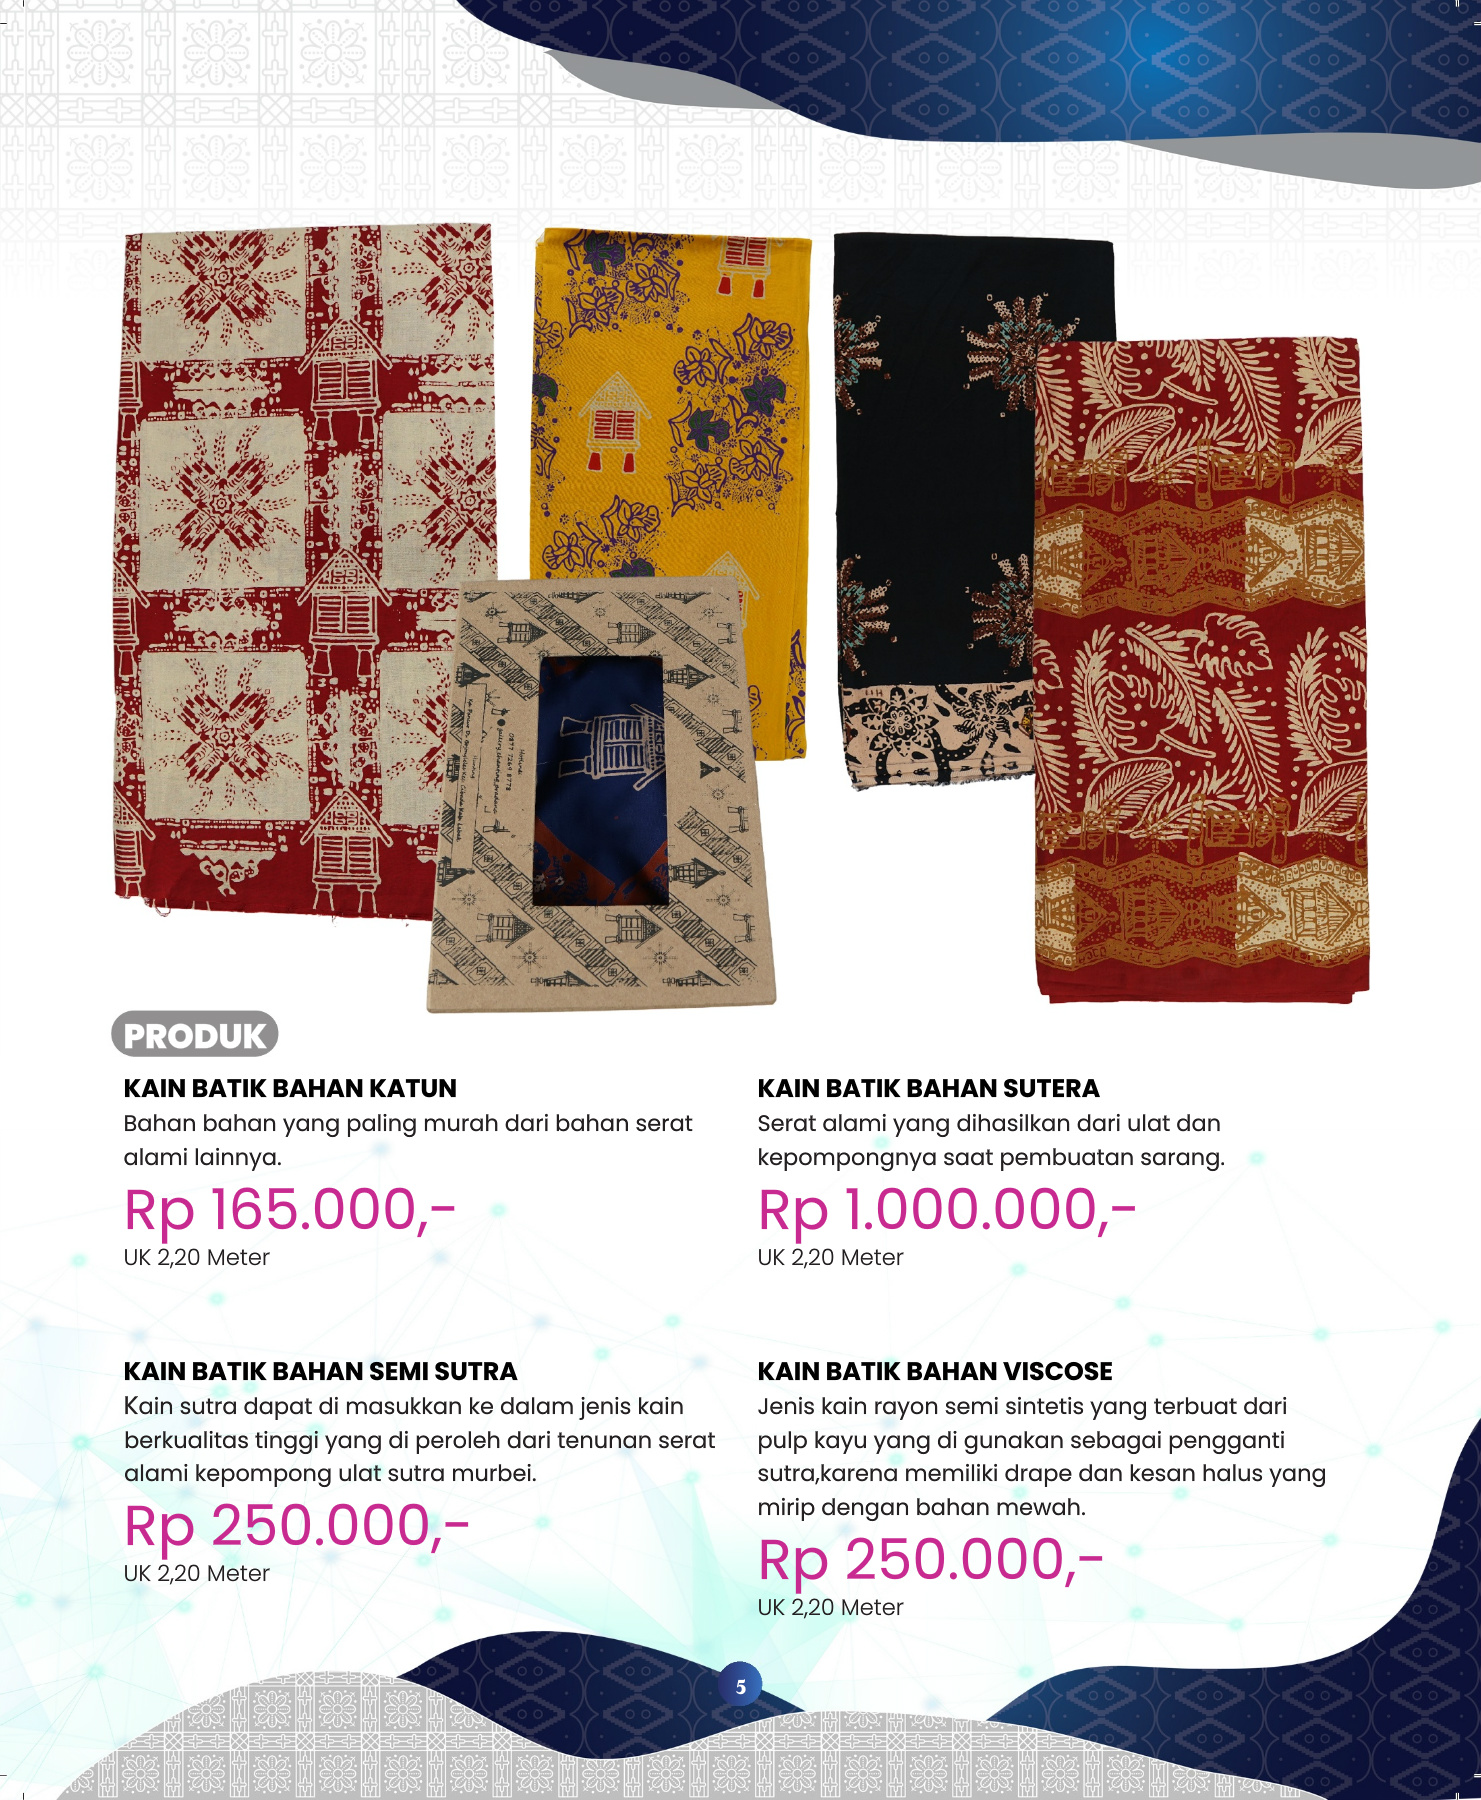 Hotline:
0877 7269 8778
PRODUK
KAIN BATIK BAHAN KATUN
Bahan bahan yang paling murah dari bahan serat
alami lainnya.
Rp 165.000,-
UK 2,20 Meter
KAIN BATIK BAHAN SUTERA
Serat alami yang dihasilkan dari ulat dan
kepompongnya saat pembuatan sarang.
Rp 1.000.000,-
UK 2,20 Meter
KAIN BATIK BAHAN SEMI SUTRA
Kain sutra dapat di masukkan ke dalam jenis kain
berkualitas tinggi yang di peroleh dari tenunan serat
alami kepompong ulat sutra murbei.
Rp 250.000,-
UK 2,20 Meter
KAIN BATIK BAHAN VISCOSE
Jenis kain rayon semi sintetis yang terbuat dari
pulp kayu yang di gunakan sebagai pengganti
sutra,karena memiliki drape dan kesan halus yang
mirip dengan bahan mewah.
Rp 250.000,-
UK 2,20 Meter
5